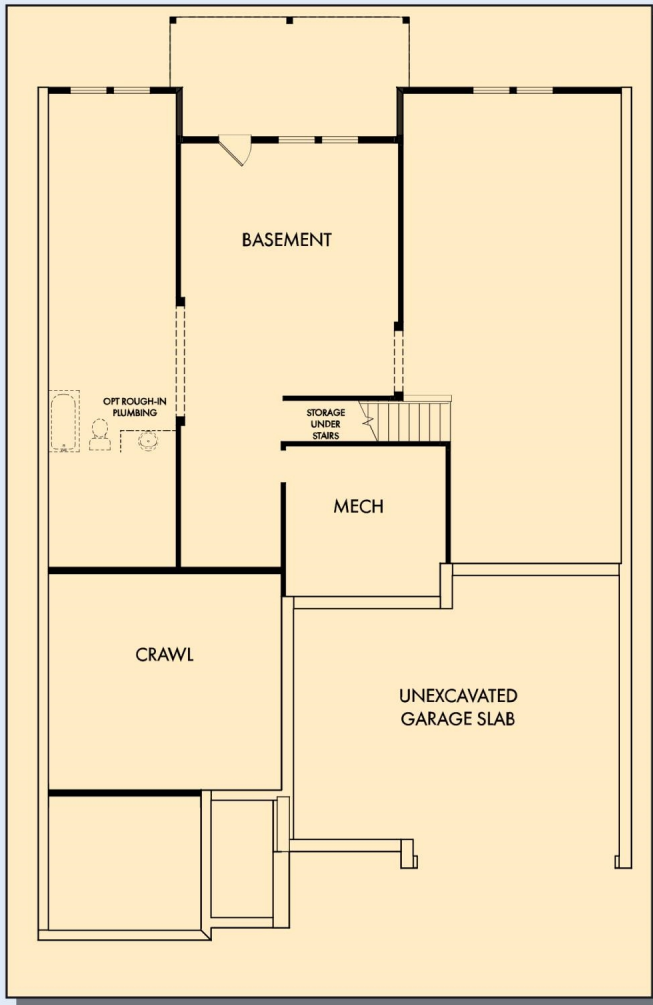 BASEMENT
OPT ROUGH-IN
PLUMBING
STORAGE
UNDER
STAIRS
MECH
CRAWL
UNEXCAVATED
GARAGE SLAB